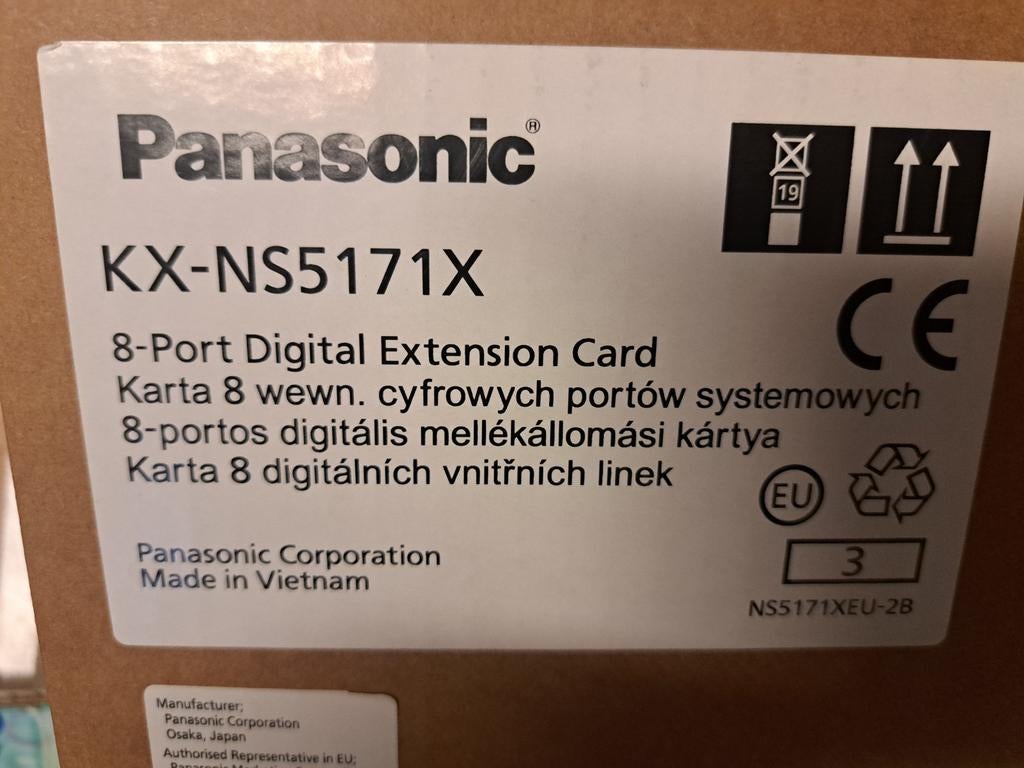 Panasonic®
19
KX-NS5171X
CE
8-Port Digital Extension Card
Karta 8 wewn. cyfrowych portów systemowych
8-portos digitális mellékállomási kártya
Karta 8 digitálních vnitřních linek
EU
Panasonic Corporation
3
Made in Vietnam
NS5171XEU-2B
Manufacturer;
Panasonic Corporation
Osaka, Japan
Authorised Representative in EU;
Panasonic